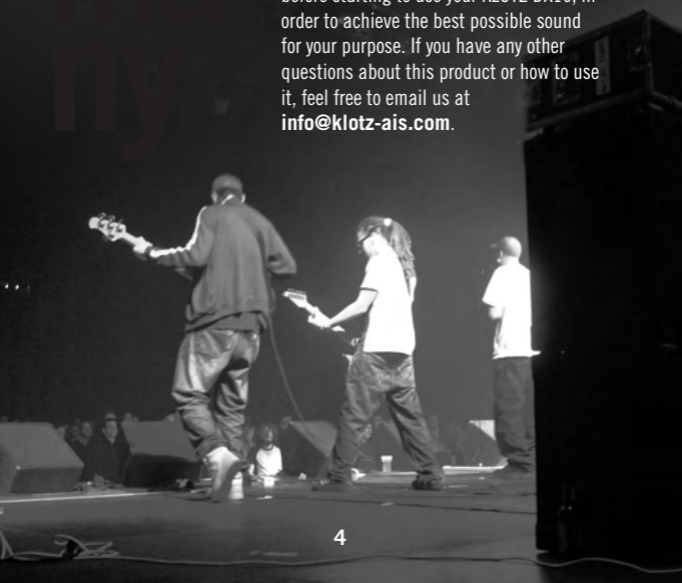 order to achieve the best possible sound
for your purpose. If you have any other
questions about this product or how to use
it, feel free to email us at
info@klotz-ais.com.
ny
4